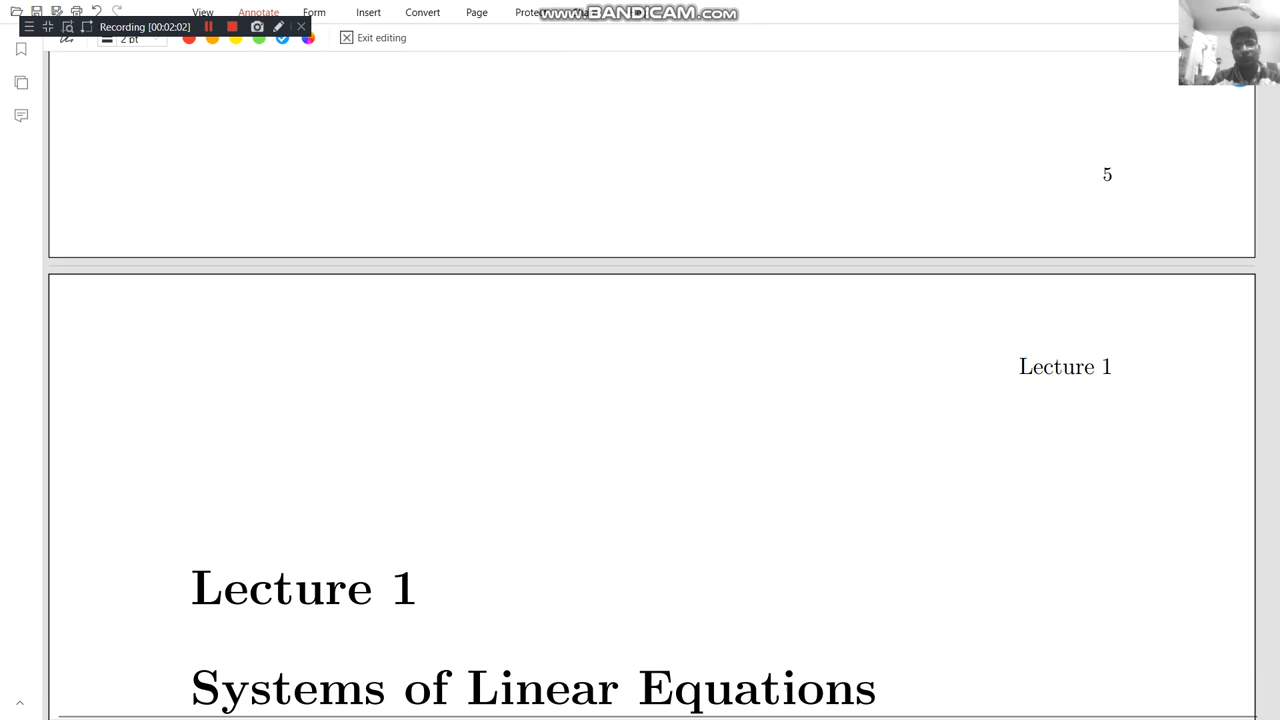 View Annotate Form Insert Convert Page Prote
www.BANDICAM.com
Recording [00:02:02]
2 pt
Exit editing
5
Lecture 1
Lecture 1
Systems of Linear Equations